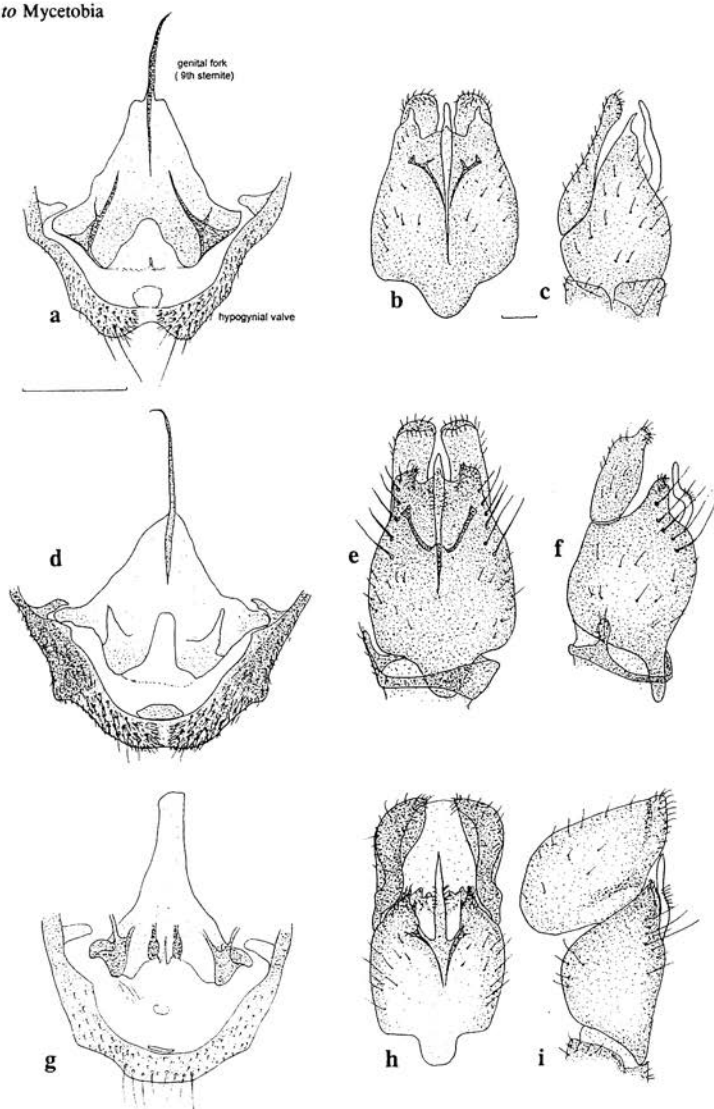 to Mycetobia
genital fork
( 9th sternite)
a
hypogynial valve
b
c
d
e
f
g
h
i